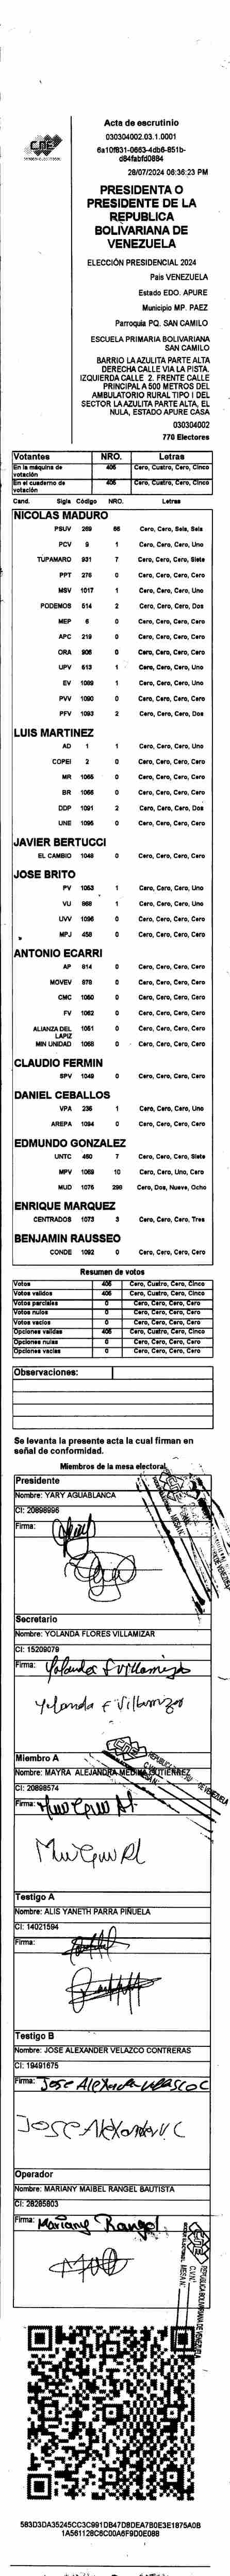 Acta de escrutinio
030304002.03.1.0001
6a10f831-0663-4db6-851b-
d84fabfd0884
28/07/2024 06:36:23 PM
CNE
PRESIDENTA O
PRESIDENTE DE LA
REPUBLICA
BOLIVARIANA DE
VENEZUELA
ELECCIÓN PRESIDENCIAL 2024
Pais VENEZUELA
Estado EDO. APURE
Municipio MP. PAEZ
Parroquia PQ. SAN CAMILO
ESCUELA PRIMARIA BOLIVARIANA
SAN CAMILO
BARRIO LA AZULITA PARTE ALTA
DERECHA CALLE VIA LA PISTA.
IZQUIERDA CALLE 2. FRENTE CALLE
PRINCIPAL A 500 METROS DEL
AMBULATORIO RURAL TIPO I DEL
SECTOR LA AZULITA PARTE ALTA, EL
NULA, ESTADO APURE CASA
030304002
770 Electores
Votantes NRO. Letras
En la máquina de votación 405 Cero, Cuatro, Cero, Cinco
En el cuaderno de votación 405 Cero, Cuatro, Cero, Cinco
Cand. Sigla Código NRO. Letras
NICOLAS MADURO
PSUV 269 66 Cero, Cero, Seis, Seis
PCV 9 1 Cero, Cero, Cero, Uno
TUPAMARO 931 7 Cero, Cero, Cero, Siete
PPT 276 0 Cero, Cero, Cero, Cero
MSV 1017 1 Cero, Cero, Cero, Uno
PODEMOS 514 2 Cero, Cero, Cero, Dos
MEP 6 0 Cero, Cero, Cero, Cero
APC 219 0 Cero, Cero, Cero, Cero
ORA 906 0 Cero, Cero, Cero, Cero
UPV 613 1 Cero, Cero, Cero, Uno
EV 1089 1 Cero, Cero, Cero, Uno
PVV 1090 0 Cero, Cero, Cero, Cero
PFV 1093 2 Cero, Cero, Cero, Dos
LUIS MARTINEZ
AD 1 1 Cero, Cero, Cero, Uno
COPEI 2 0 Cero, Cero, Cero, Cero
MR 1065 0 Cero, Cero, Cero, Cero
BR 1066 0 Cero, Cero, Cero, Cero
DDP 1091 2 Cero, Cero, Cero, Dos
UNE 1095 0 Cero, Cero, Cero, Cero
JAVIER BERTUCCI
EL CAMBIO 1048 0 Cero, Cero, Cero, Cero
JOSE BRITO
PV 1053 1 Cero, Cero, Cero, Uno
VU 868 1 Cero, Cero, Cero, Uno
UVV 1096 0 Cero, Cero, Cero, Cero
MPJ 458 0 Cero, Cero, Cero, Cero
ANTONIO ECARRI
AP 814 0 Cero, Cero, Cero, Cero
MOVEV 979 0 Cero, Cero, Cero, Cero
CMC 1050 0 Cero, Cero, Cero, Cero
FV 1062 0 Cero, Cero, Cero, Cero
ALIANZA DEL LAPIZ 1051 0 Cero, Cero, Cero, Cero
MIN UNIDAD 1068 0 Cero, Cero, Cero, Cero
CLAUDIO FERMIN
SPV 1049 0 Cero, Cero, Cero, Cero
DANIEL CEBALLOS
VPA 236 1 Cero, Cero, Cero, Uno
AREPA 1094 0 Cero, Cero, Cero, Cero
EDMUNDO GONZALEZ
UNTC 460 7 Cero, Cero, Cero, Siete
MPV 1069 10 Cero, Cero, Uno, Cero
MUD 1075 298 Cero, Dos, Nueve, Ocho
ENRIQUE MARQUEZ
CENTRADOS 1073 3 Cero, Cero, Cero, Tres
BENJAMIN RAUSSEO
CONDE 1092 0 Cero, Cero, Cero, Cero
Resumen de votos
Votos 405 Cero, Cuatro, Cero, Cinco
Votos validos 405 Cero, Cuatro, Cero, Cinco
Votos parciales 0 Cero, Cero, Cero, Cero
Votos nulos 0 Cero, Cero, Cero, Cero
Votos vacios 0 Cero, Cero, Cero, Cero
Opciones validas 405 Cero, Cuatro, Cero, Cinco
Opciones nulas 0 Cero, Cero, Cero, Cero
Opciones vacias 0 Cero, Cero, Cero, Cero
Observaciones:
Se levanta la presente acta la cual firman en
señal de conformidad.
Miembros de la mesa electoral
Presidente
Nombre: YARY AGUABLANCA
CI: 20898996
Firma:
Secretario
Nombre: YOLANDA FLORES VILLAMIZAR
CI: 15209079
Firma: Yolanda F Villamizar
Yolanda F Villamizar
Miembro A
Nombre: MAYRA ALEJANDRA MEDINA GUTIERREZ
CI: 20898574
Firma:
Testigo A
Nombre: ALIS YANETH PARRA PIÑUELA
CI: 14021594
Firma:
Testigo B
Nombre: JOSE ALEXANDER VELAZCO CONTRERAS
CI: 19491675
Firma: Jose Alexander Velascoc
Jose Alexander V.C
Operador
Nombre: MARIANY MAIBEL RANGEL BAUTISTA
CI: 28285803
Firma: Mariany Rangel
CNE
REPUBLICA BOLIVARIANA DE VENEZUELA
583D3DA35245CC3C991DB47D8DEA7B0E3E1875A0B
1A561128C6C00A6F9D0E088